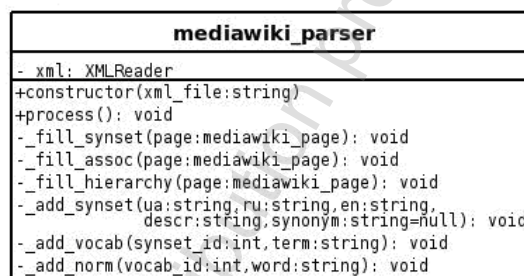 mediawiki_parser
- xml: XMLReader
+constructor(xml_file:string)
+process(): void
-_fill_synset(page:mediawiki_page): void
-_fill_assoc(page:mediawiki_page): void
-_fill_hierarchy(page:mediawiki_page): void
-_add_synset(ua:string,ru:string,en:string,
descr:string,synonym:string=null): void
-_add_vocab(synset_id:int,term:string): void
-_add_norm(vocab_id:int,word:string): void